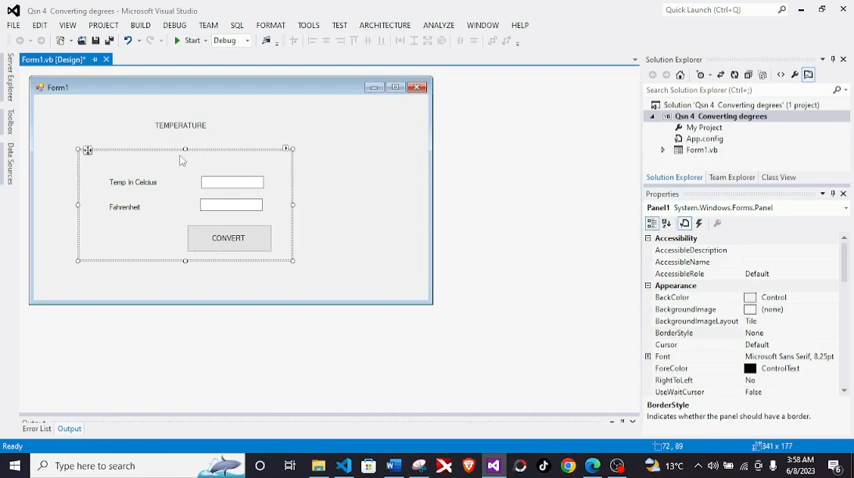 Qsn 4 Converting degrees - Microsoft Visual Studio
Quick Launch (Ctrl+;)
FILE EDIT VIEW PROJECT BUILD DEBUG TEAM SQL FORMAT TOOLS TEST ARCHITECTURE ANALYZE WINDOW HELP
Start Debug
Form1.vb [Design]*
Server Explorer
Toolbox
Data Sources
Form1
TEMPERATURE
Temp In Celcius
Fahrenheit
CONVERT
Solution Explorer
Search Solution Explorer (Ctrl+;)
Solution 'Qsn 4 Converting degrees' (1 project)
Qsn 4 Converting degrees
My Project
App.config
Form1.vb
Solution Explorer Team Explorer Class View
Properties
Panel1 System.Windows.Forms.Panel
Accessibility
AccessibleDescription
AccessibleName
AccessibleRole Default
Appearance
BackColor Control
BackgroundImage (none)
BackgroundImageLayout Tile
BorderStyle None
Cursor Default
Font Microsoft Sans Serif, 8.25pt
ForeColor ControlText
RightToLeft No
UseWaitCursor False
BorderStyle
Indicates whether the panel should have a border.
Output
Error List Output
Ready
72 , 89
341 x 177
Type here to search
13°C
3:58 AM
6/8/2023